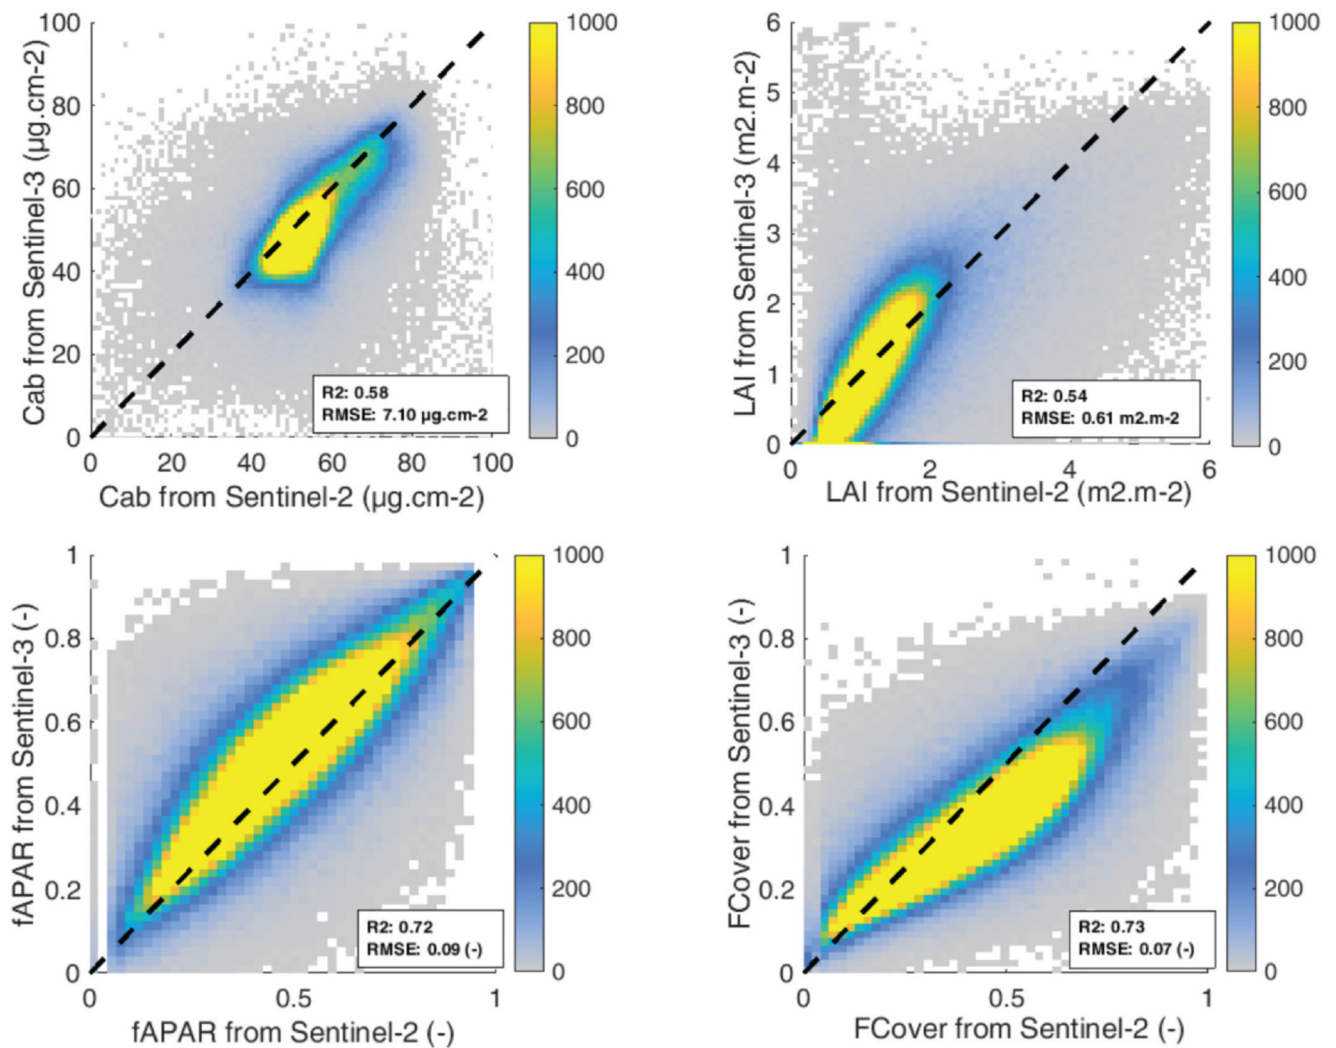 100
80
60
40
20
0
0 20 40 60 80 100
Cab from Sentinel-3 (µg.cm-2)
Cab from Sentinel-2 (µg.cm-2)
R2: 0.58
RMSE: 7.10 µg.cm-2
1000
800
600
400
200
0
6
5
4
3
2
1
0
0 2 4 6
LAI from Sentinel-3 (m2.m-2)
LAI from Sentinel-2 (m2.m-2)
R2: 0.54
RMSE: 0.61 m2.m-2
1000
800
600
400
200
0
1
0.8
0.6
0.4
0.2
0
0 0.5 1
fAPAR from Sentinel-3 (-)
fAPAR from Sentinel-2 (-)
R2: 0.72
RMSE: 0.09 (-)
1000
800
600
400
200
0
1
0.8
0.6
0.4
0.2
0
0 0.5 1
FCover from Sentinel-3 (-)
FCover from Sentinel-2 (-)
R2: 0.73
RMSE: 0.07 (-)
1000
800
600
400
200
0